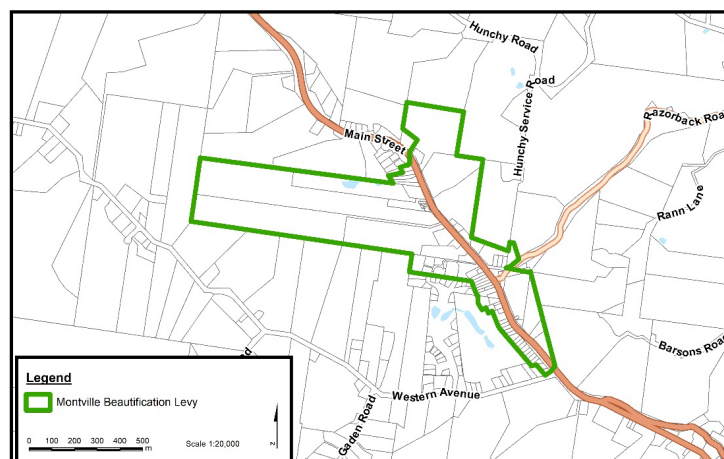 Hunchy Road
Hunchy Service Road
Razorback Road
Main Street
Rann Lane
Barsons Road
Western Avenue
Gaden Road
Legend
Montville Beautification Levy
0 100 200 300 400 500
m
Scale 1:20,000
N